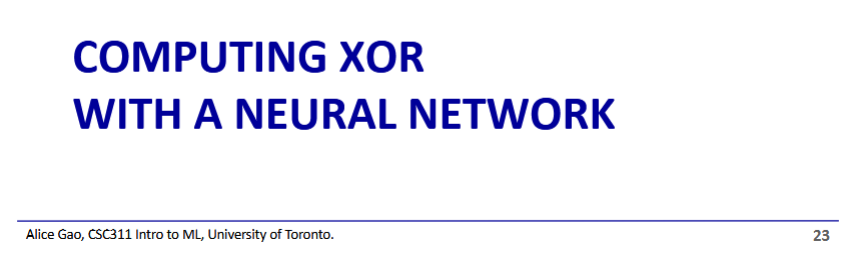 COMPUTING XOR
WITH A NEURAL NETWORK
Alice Gao, CSC311 Intro to ML, University of Toronto.
23